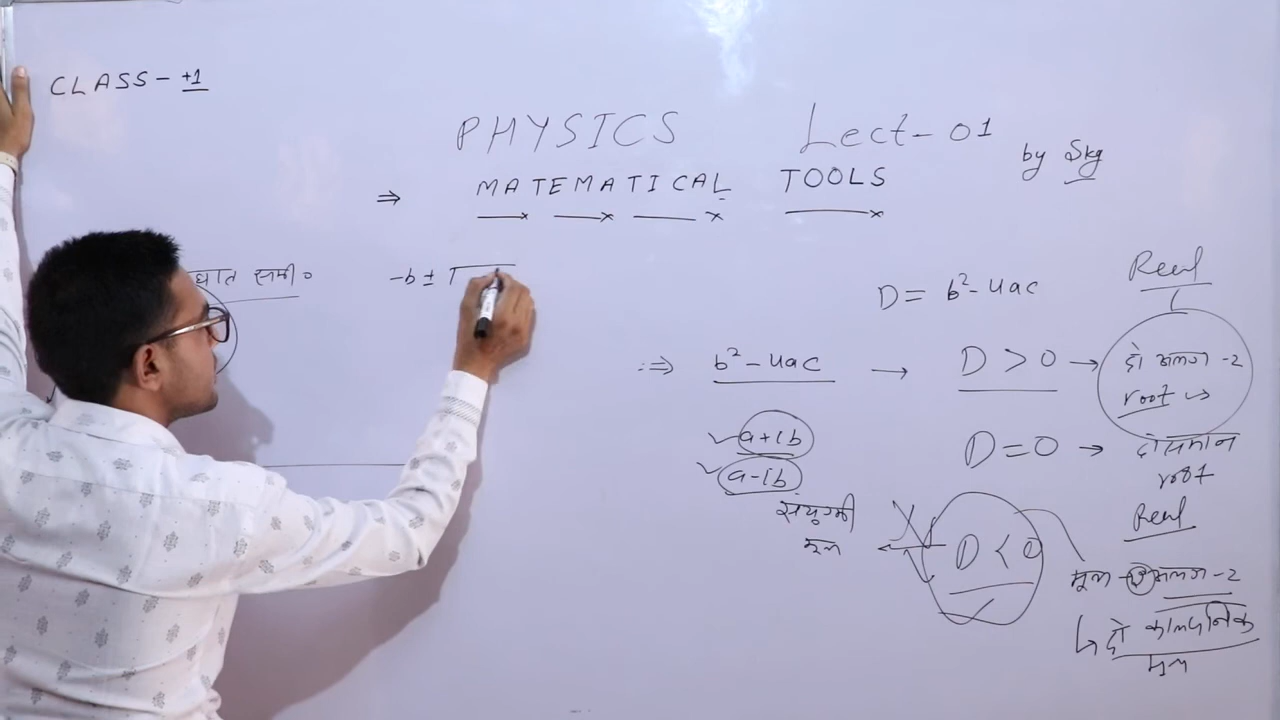 CLASS - +1
PHYSICS Lect-01
by Skg
⇒ MATEMATICAL TOOLS
घात समी०
-b ± √
D = b²-4ac
Real
⇒ b²-4ac → D > 0 → दो अलग-2
root
a+ib
D=0 → दो समान
root
a-ib
Real
संयुग्मी
मूल
D < 0
मूल अलग-2
↳ दो काल्पनिक
मूल